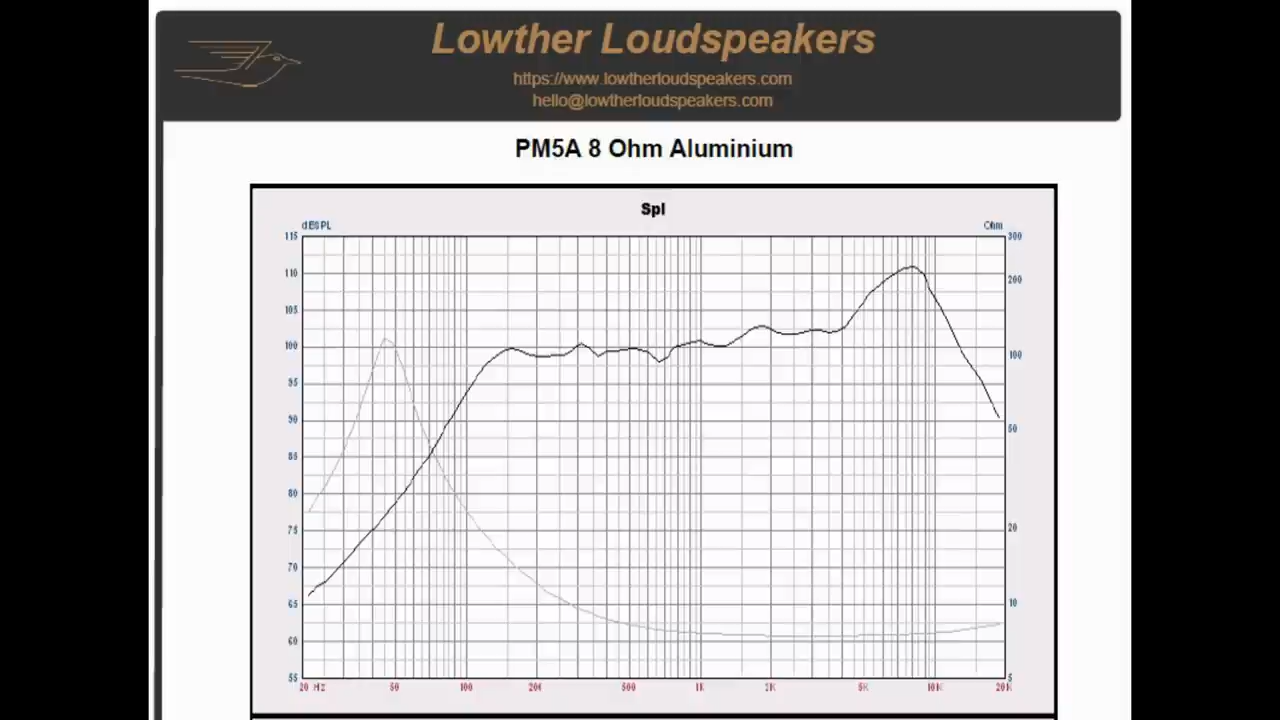 Lowther Loudspeakers
https://www.lowtherloudspeakers.com
hello@lowtherloudspeakers.com
PM5A 8 Ohm Aluminium
Spl
dBSPL
Ohm
115
300
110
200
105
100
100
95
90
50
85
80
75
20
70
65
10
60
55
5
20 Hz
50
100
200
500
1K
2K
5K
10K
20K